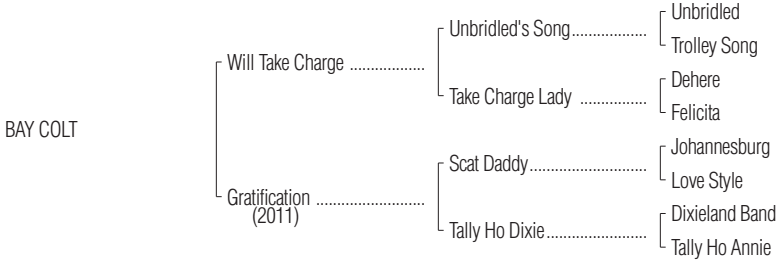 Unbridled
Unbridled's Song..................
Trolley Song
Will Take Charge ..................
Dehere
Take Charge Lady ................
Felicita
BAY COLT
Johannesburg
Scat Daddy............................
Love Style
Gratification ..........................
(2011)
Dixieland Band
Tally Ho Dixie........................
Tally Ho Annie